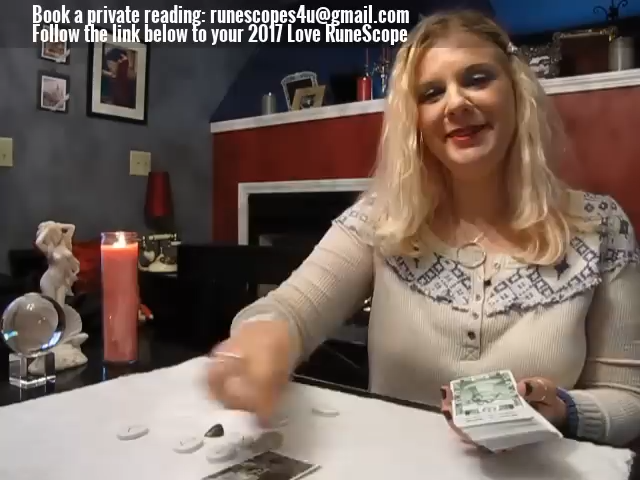 Book a private reading: runescopes4u@gmail.com
Follow the link below to your 2017 Love RuneScope